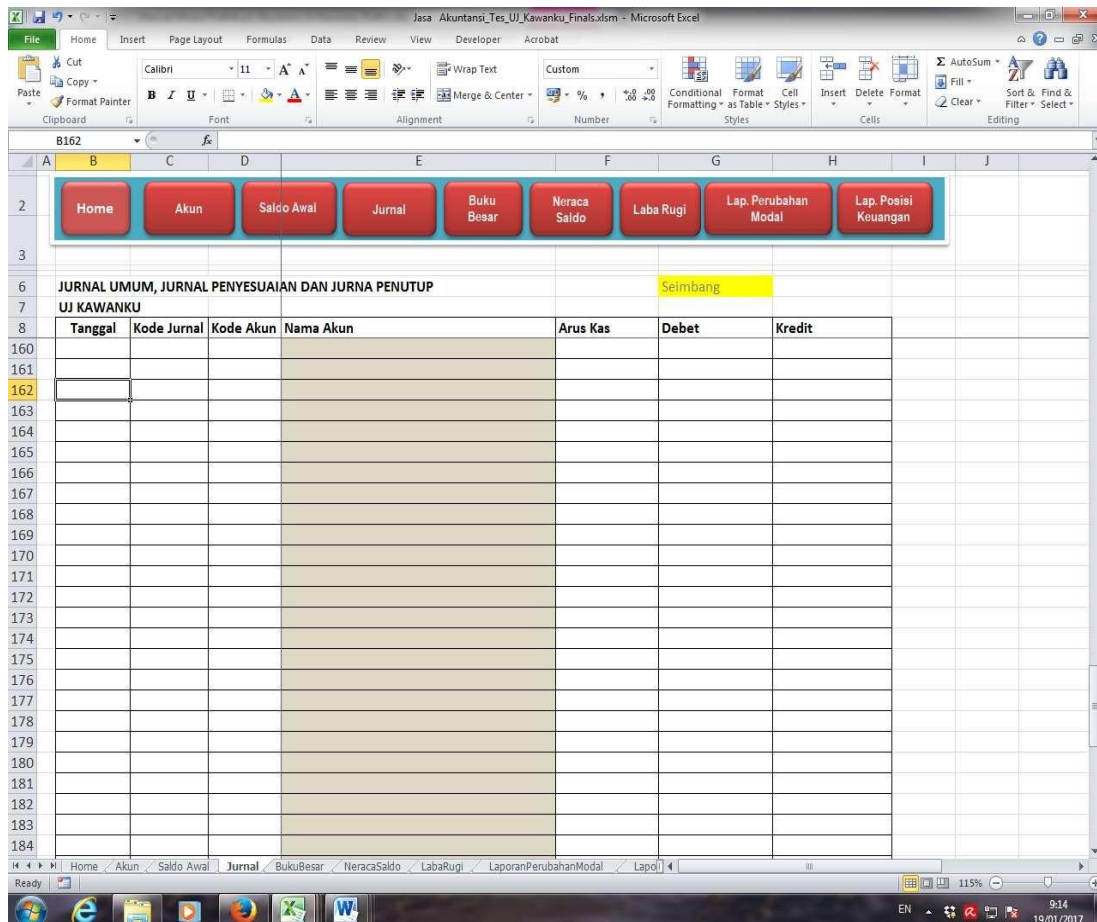 Jasa Akuntansi_Tes_UJ_Kawanku_Finals.xlsm - Microsoft Excel
File Home Insert Page Layout Formulas Data Review View Developer Acrobat
Cut Calibri 11 Wrap Text Custom Σ AutoSum
Copy Fill
Paste Format Painter B I U Merge & Center Conditional Formatting Format as Table Cell Styles Insert Delete Format Clear Sort & Filter Find & Select
Clipboard Font Alignment Number Styles Cells Editing
B162 fx
A B C D E F G H I J
2 Home Akun Saldo Awal Jurnal Buku Besar Neraca Saldo Laba Rugi Lap. Perubahan Modal Lap. Posisi Keuangan
3
6 JURNAL UMUM, JURNAL PENYESUAIAN DAN JURNA PENUTUP Seimbang
7 UJ KAWANKU
8 Tanggal Kode Jurnal Kode Akun Nama Akun Arus Kas Debet Kredit
160
161
162
163
164
165
166
167
168
169
170
171
172
173
174
175
176
177
178
179
180
181
182
183
184
Home Akun Saldo Awal Jurnal BukuBesar NeracaSaldo LabaRugi LaporanPerubahanModal Lapo
Ready 115%
EN 9:14
19/01/2017